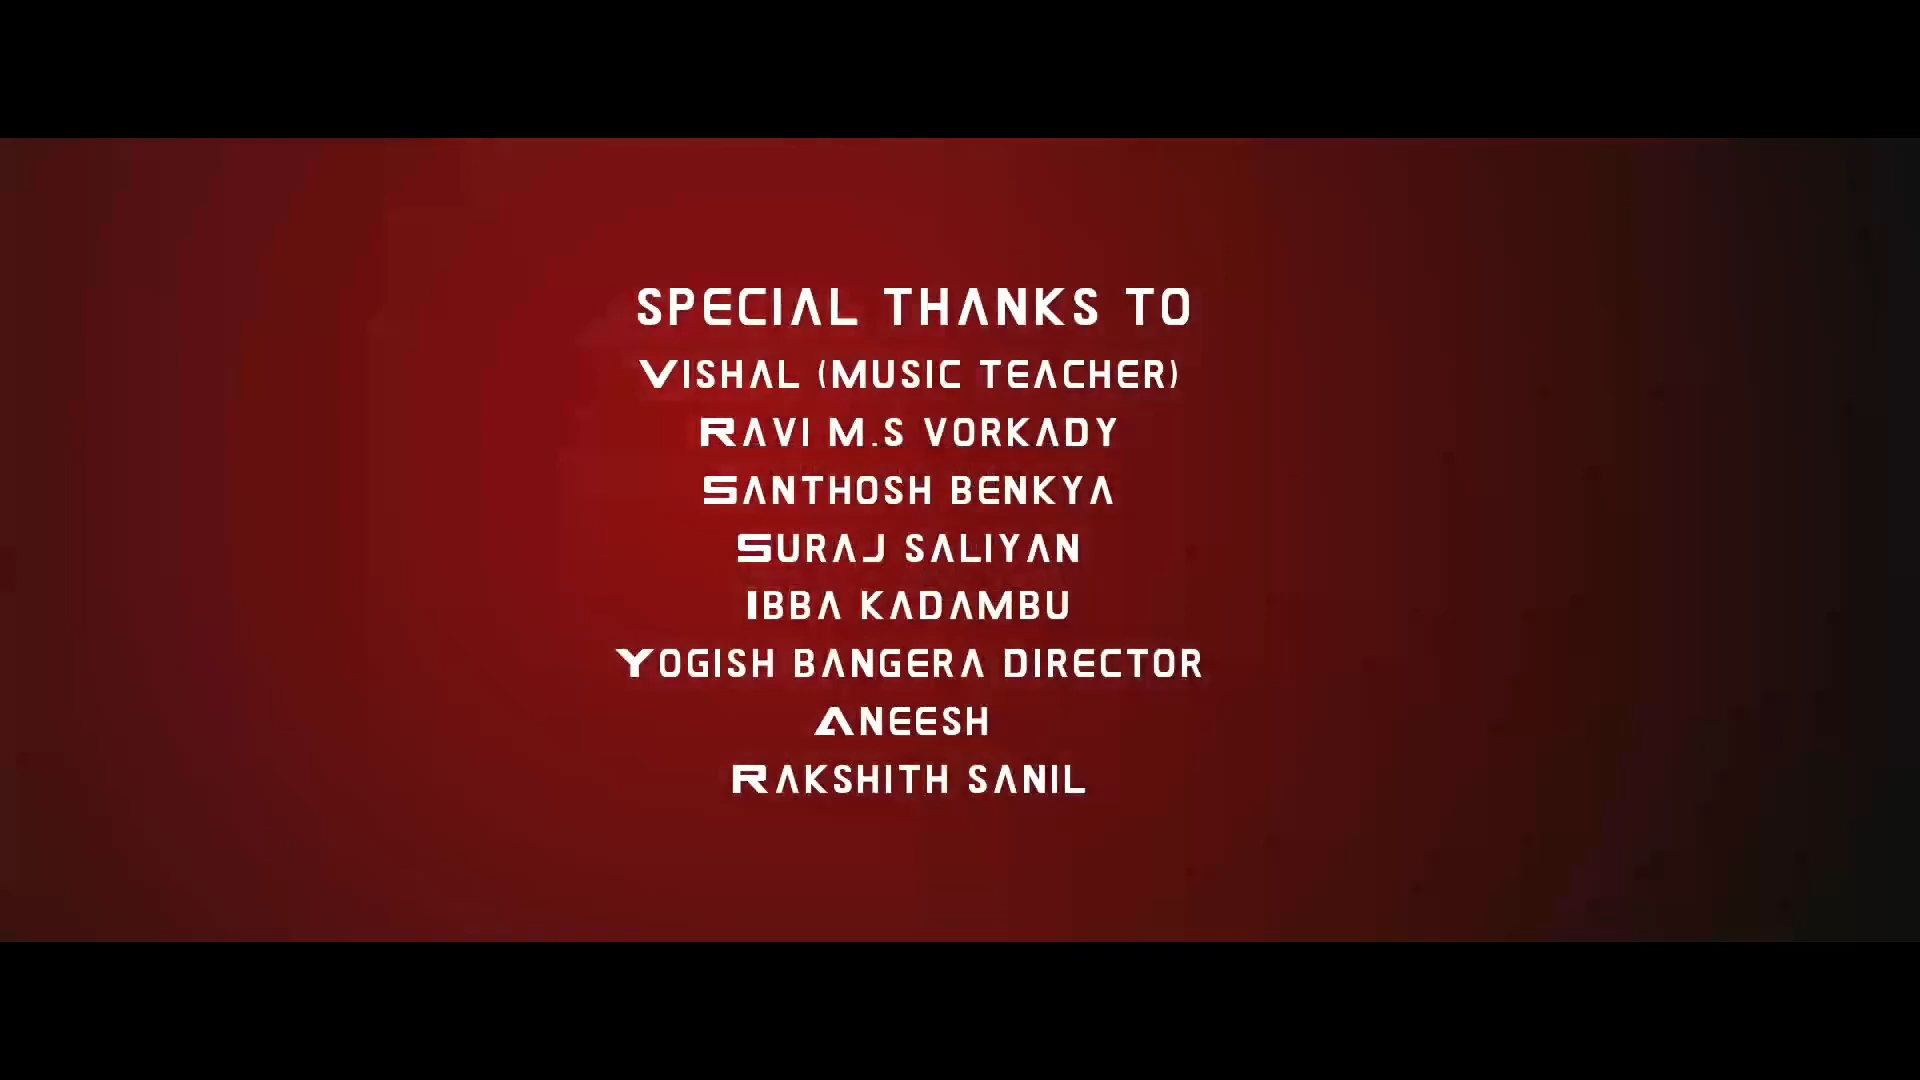 SPECIAL THANKS TO
VISHAL (MUSIC TEACHER)
RAVI M.S VORKADY
SANTHOSH BENKYA
SURAJ SALIYAN
IBBA KADAMBU
YOGISH BANGERA DIRECTOR
ANEESH
RAKSHITH SANIL